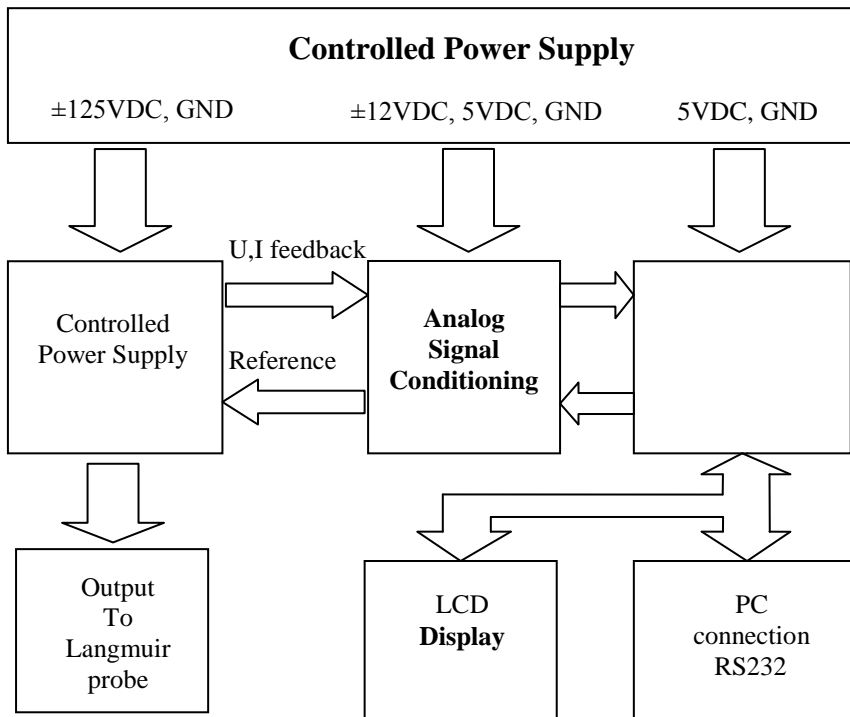 Controlled Power Supply
±125VDC, GND
±12VDC, 5VDC, GND
5VDC, GND
U,I feedback
Controlled
Power Supply
Reference
Analog
Signal
Conditioning
Output
To
Langmuir
probe
LCD
Display
PC
connection
RS232